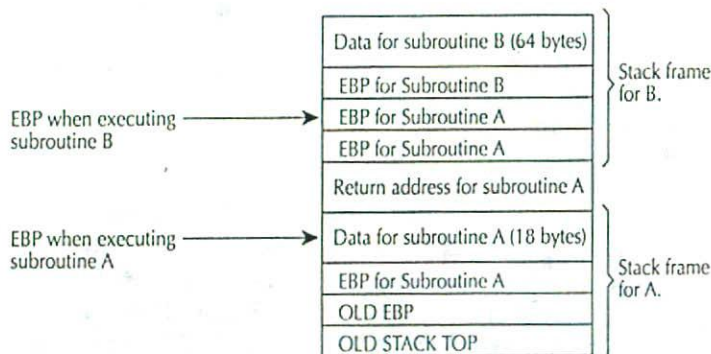 Data for subroutine B (64 bytes)
EBP for Subroutine B
EBP for Subroutine A
EBP for Subroutine A
Return address for subroutine A
Data for subroutine A (18 bytes)
EBP for Subroutine A
OLD EBP
OLD STACK TOP
EBP when executing
subroutine B
EBP when executing
subroutine A
Stack frame
for B.
Stack frame
for A.